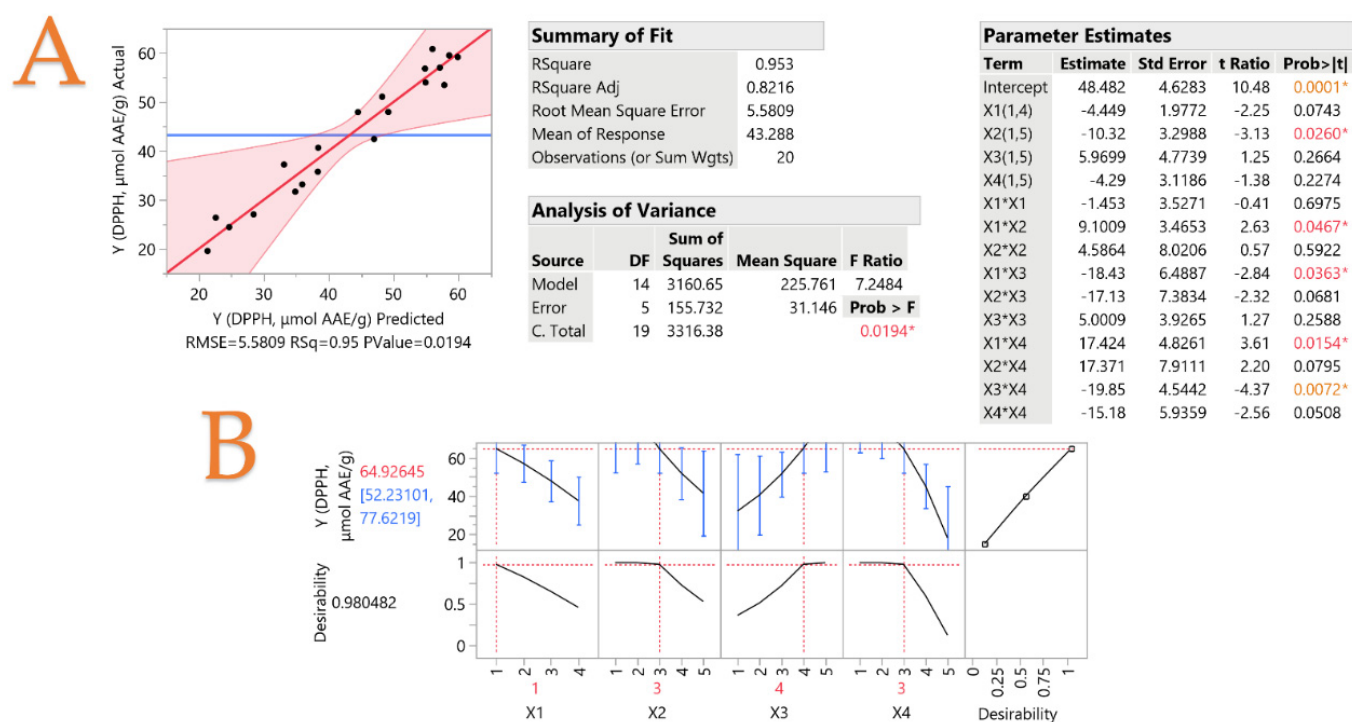 A
Y (DPPH, µmol AAE/g) Actual
60
50
40
30
20
20 30 40 50 60
Y (DPPH, µmol AAE/g) Predicted
RMSE=5.5809 RSq=0.95 PValue=0.0194
Summary of Fit
RSquare 0.953
RSquare Adj 0.8216
Root Mean Square Error 5.5809
Mean of Response 43.288
Observations (or Sum Wgts) 20
Analysis of Variance
Sum of
Source DF Squares Mean Square F Ratio
Model 14 3160.65 225.761 7.2484
Error 5 155.732 31.146 Prob > F
C. Total 19 3316.38 0.0194*
Parameter Estimates
Term Estimate Std Error t Ratio Prob>|t|
Intercept 48.482 4.6283 10.48 0.0001*
X1(1,4) -4.449 1.9772 -2.25 0.0743
X2(1,5) -10.32 3.2988 -3.13 0.0260*
X3(1,5) 5.9699 4.7739 1.25 0.2664
X4(1,5) -4.29 3.1186 -1.38 0.2274
X1*X1 -1.453 3.5271 -0.41 0.6975
X1*X2 9.1009 3.4653 2.63 0.0467*
X2*X2 4.5864 8.0206 0.57 0.5922
X1*X3 -18.43 6.4887 -2.84 0.0363*
X2*X3 -17.13 7.3834 -2.32 0.0681
X3*X3 5.0009 3.9265 1.27 0.2588
X1*X4 17.424 4.8261 3.61 0.0154*
X2*X4 17.371 7.9111 2.20 0.0795
X3*X4 -19.85 4.5442 -4.37 0.0072*
X4*X4 -15.18 5.9359 -2.56 0.0508
B
Y (DPPH,
µmol AAE/g)
64.92645
[52.23101,
77.6219]
60
40
20
Desirability
0.980482
1
0.5
0
1 2 3 4 1 2 3 4 5 1 2 3 4 5 1 2 3 4 5 0 0.25 0.5 0.75 1
1 3 4 3
X1 X2 X3 X4 Desirability